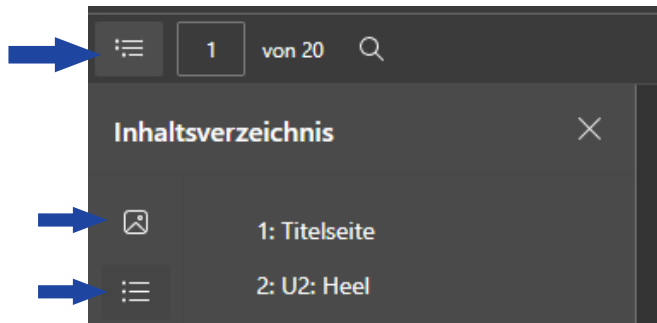 1 von 20
Inhaltsverzeichnis
1: Titelseite
2: U2: Heel